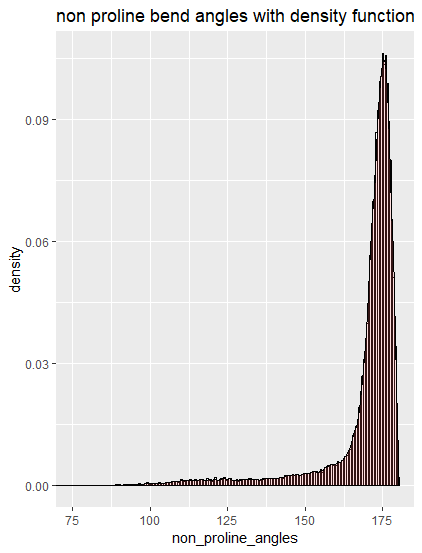 non proline bend angles with density function
density
0.09
0.06
0.03
0.00
75 100 125 150 175
non_proline_angles